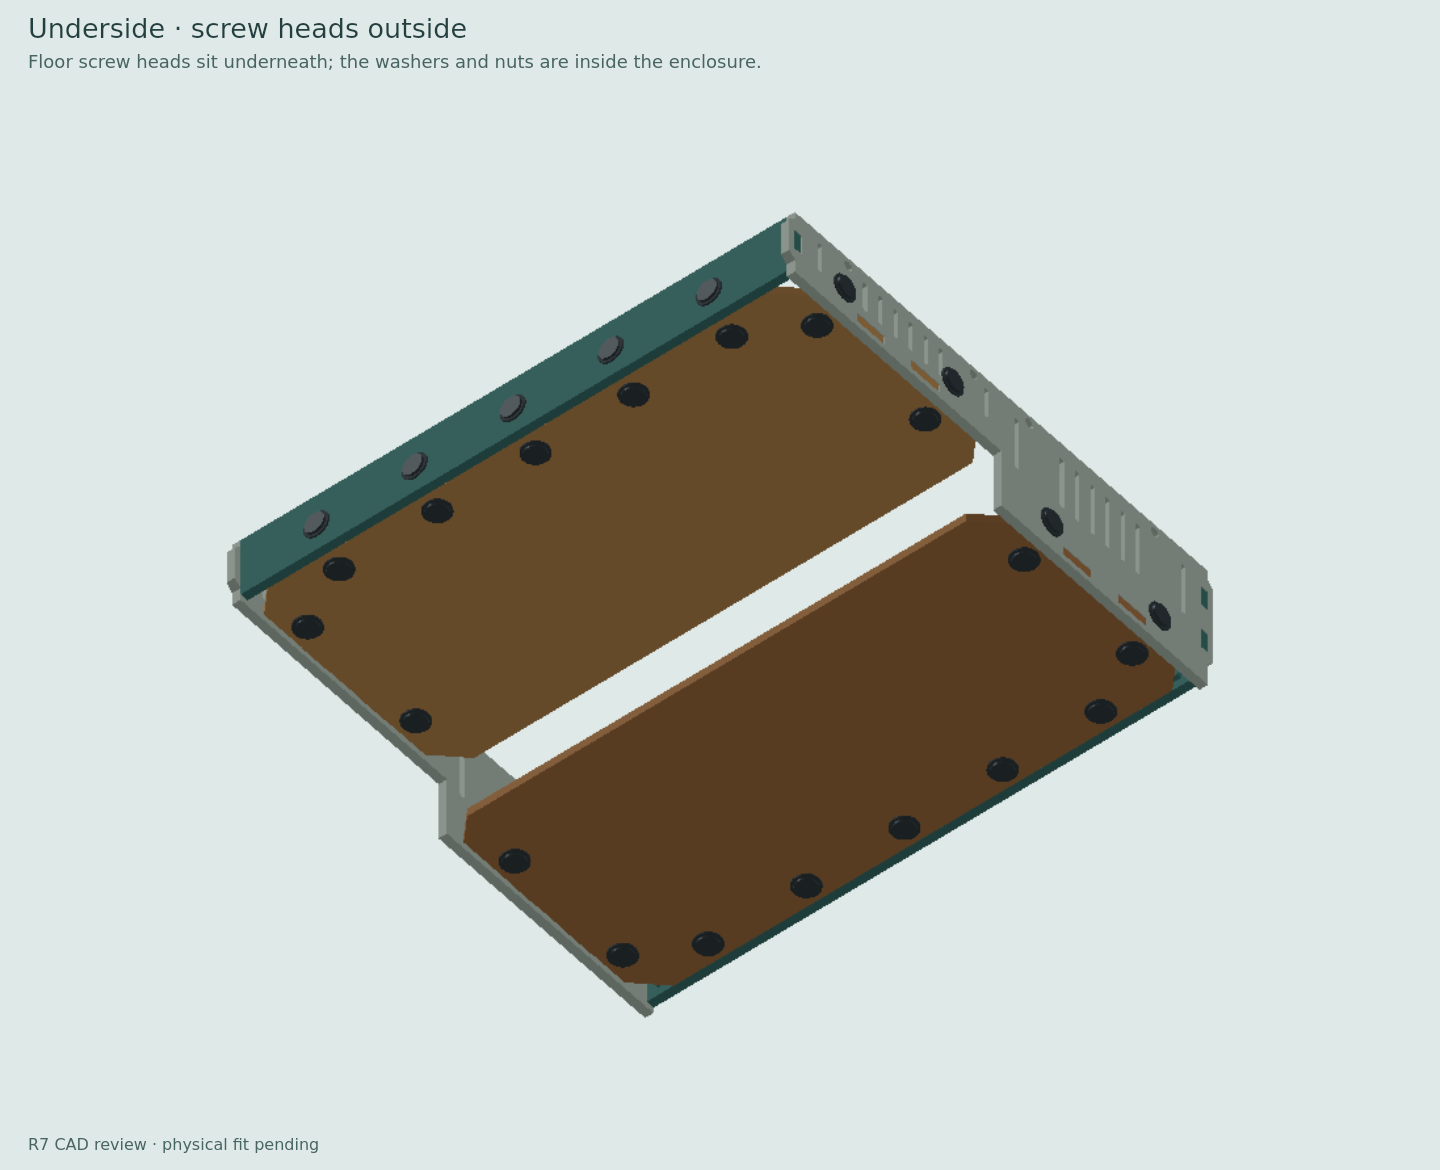 Underside · screw heads outside
Floor screw heads sit underneath; the washers and nuts are inside the enclosure.
R7 CAD review · physical fit pending